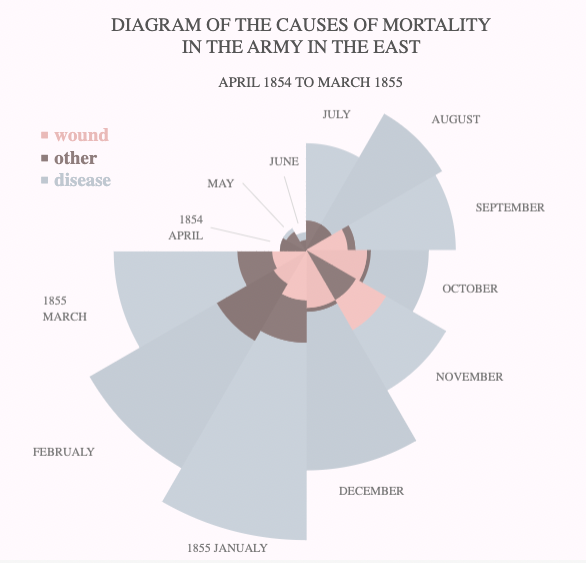 DIAGRAM OF THE CAUSES OF MORTALITY
IN THE ARMY IN THE EAST
APRIL 1854 TO MARCH 1855
wound
other
disease
JULY
AUGUST
JUNE
MAY
SEPTEMBER
1854
APRIL
OCTOBER
1855
MARCH
NOVEMBER
FEBRUALY
DECEMBER
1855 JANUALY